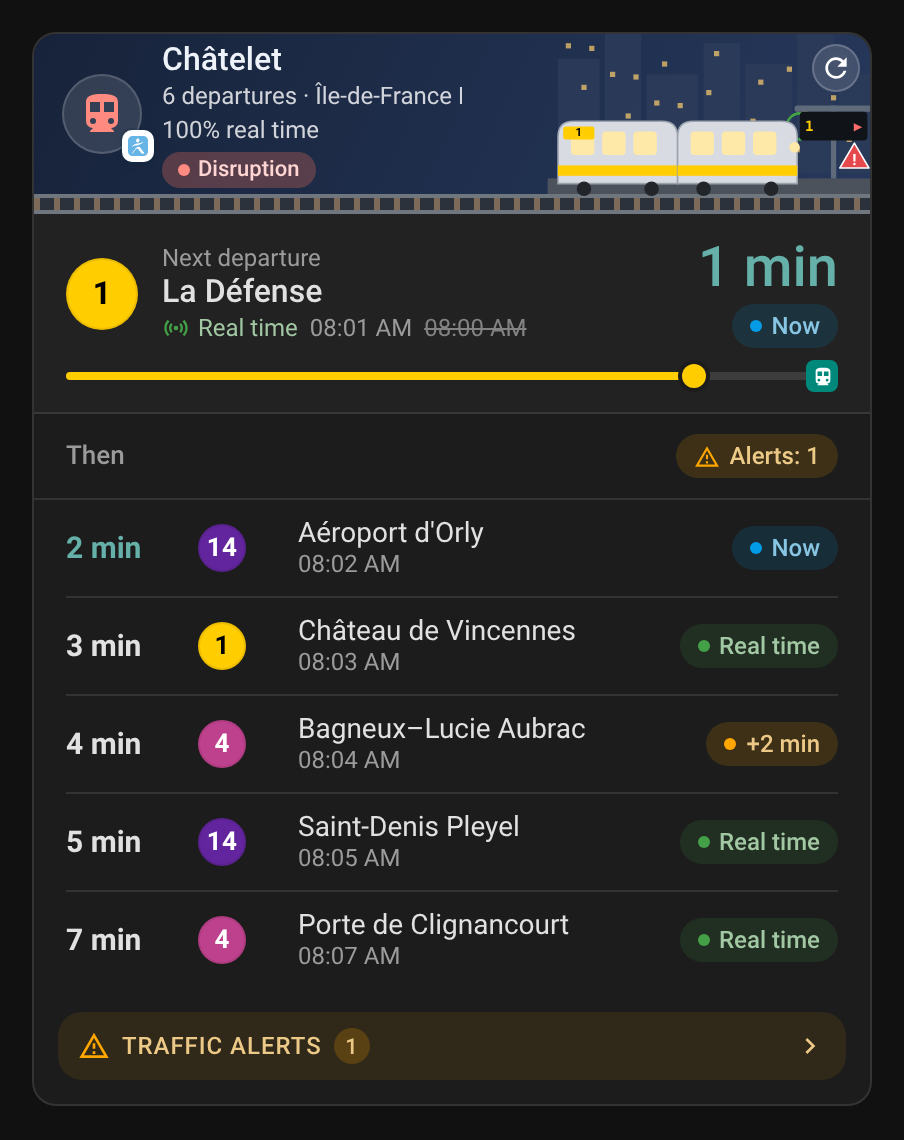 Châtelet
6 departures · Île-de-France
100% real time
Disruption
1
1
1
Next departure
La Défense
Real time 08:01 AM 08:00 AM
1 min
Now
Then
Alerts: 1
2 min 14 Aéroport d'Orly Now
08:02 AM
3 min 1 Château de Vincennes Real time
08:03 AM
4 min 4 Bagneux–Lucie Aubrac +2 min
08:04 AM
5 min 14 Saint-Denis Pleyel Real time
08:05 AM
7 min 4 Porte de Clignancourt Real time
08:07 AM
TRAFFIC ALERTS 1